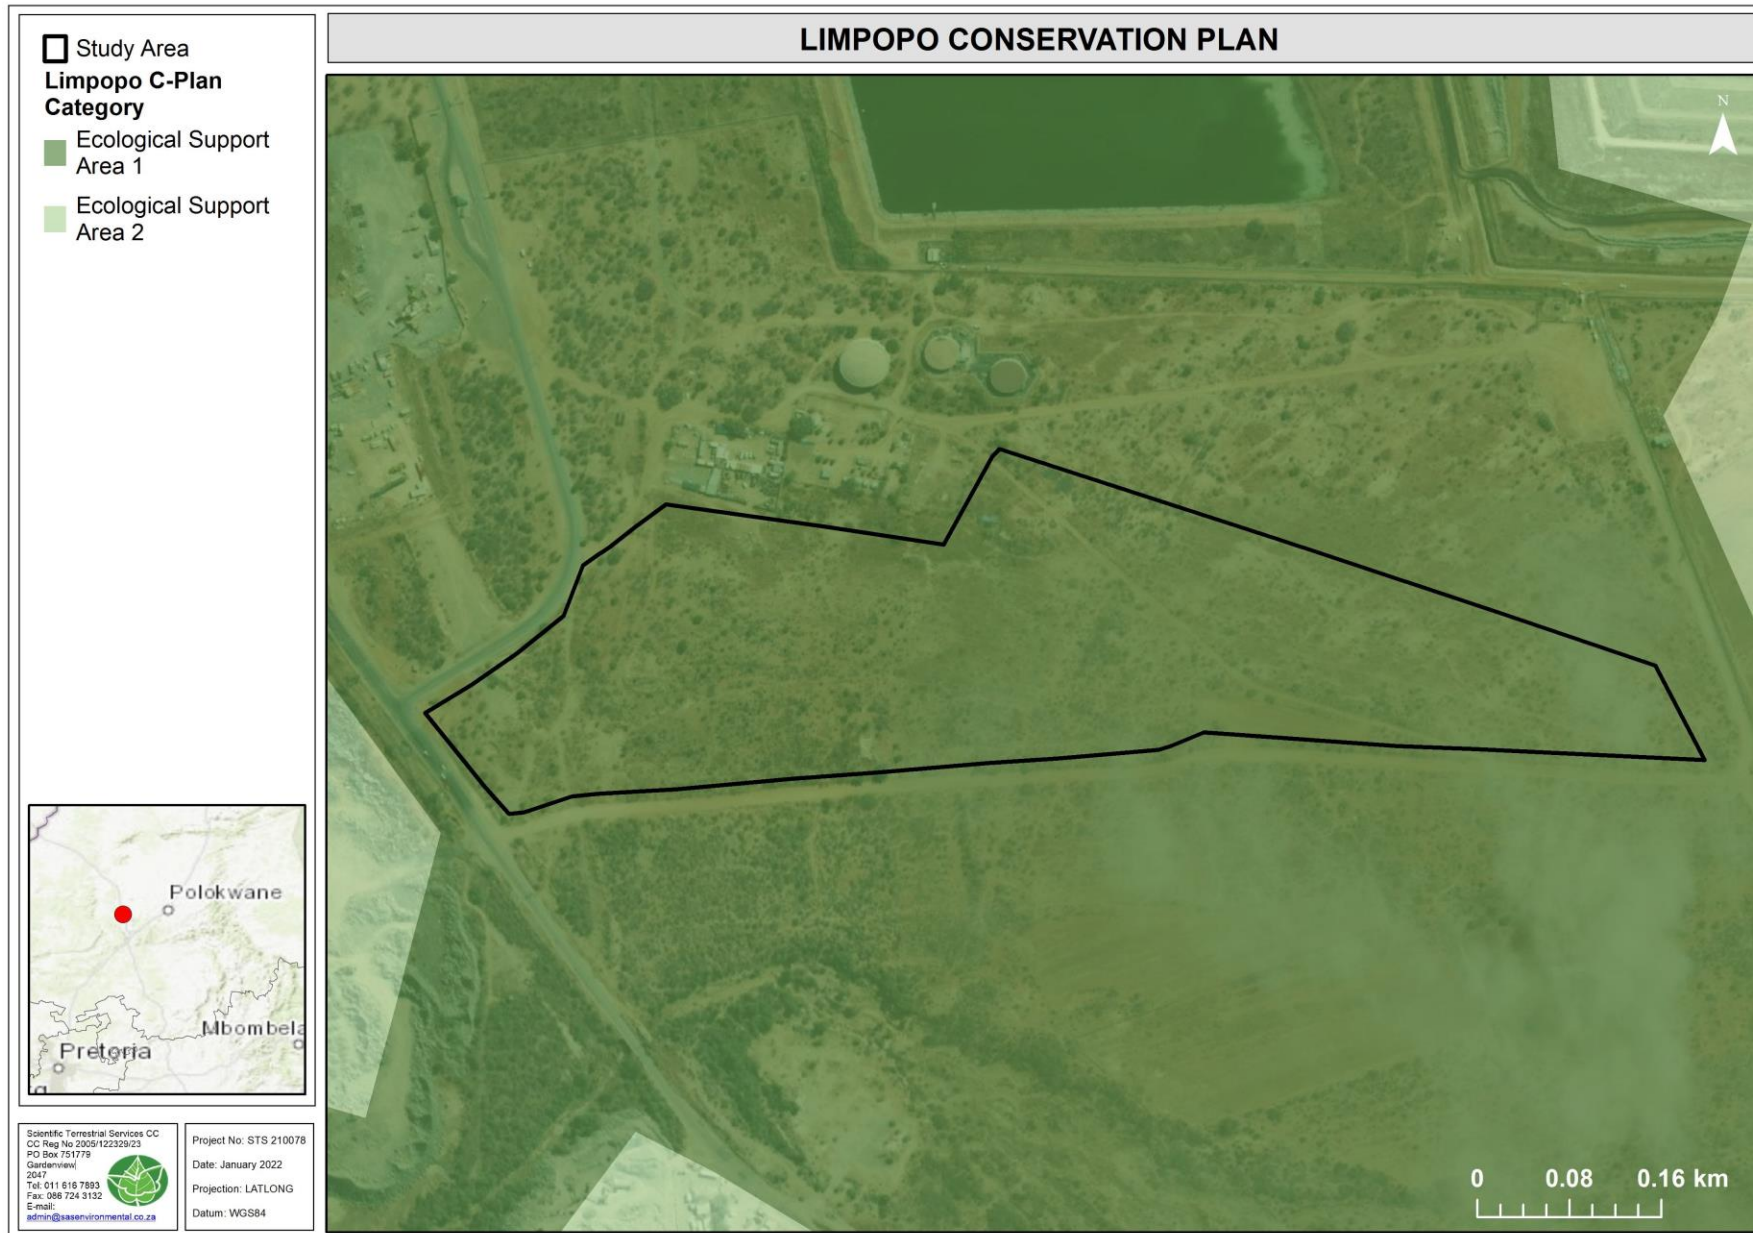 LIMPOPO CONSERVATION PLAN
Study Area
Limpopo C-Plan
Category
Ecological Support
Area 1
Ecological Support
Area 2
N
Polokwane
Mbombela
Pretoria
Scientific Terrestrial Services CC
CC Reg No 2005/122329/23
PO Box 751779
Gardenview
2047
Tel: 011 616 7893
Fax: 086 724 3132
E-mail:
admin@sasenvironmental.co.za
Project No: STS 210078
Date: January 2022
Projection: LATLONG
Datum: WGS84
0 0.08 0.16 km